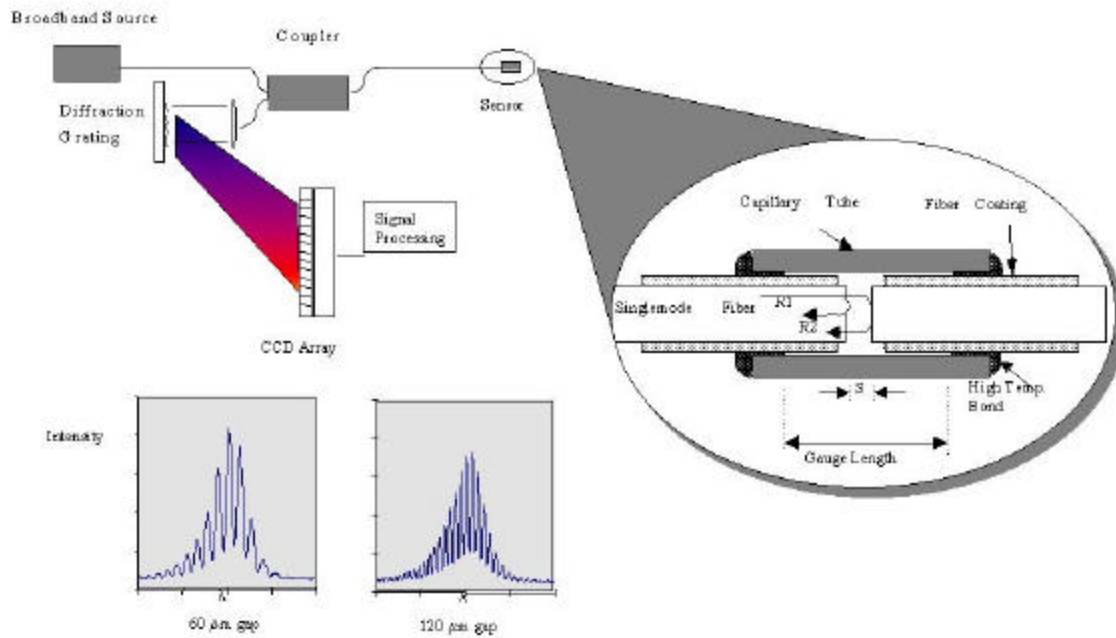 Broadband Source
Coupler
Sensor
Diffraction
Grating
Signal
Processing
CCD Array
Capillary Tube
Fiber Coating
Singlemode Fiber
R1
R2
S
High Temp.
Bond
Gauge Length
Intensity
λ
λ
60 μm gap
120 μm gap